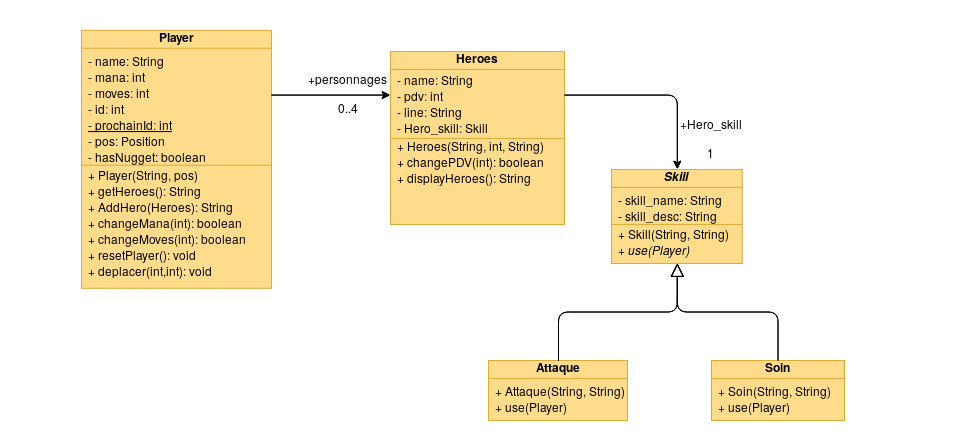 Player
- name: String
- mana: int
- moves: int
- id: int
- prochainId: int
- pos: Position
- hasNugget: boolean
+ Player(String, pos)
+ getHeroes(): String
+ AddHero(Heroes): String
+ changeMana(int): boolean
+ changeMoves(int): boolean
+ resetPlayer(): void
+ deplacer(int,int): void
+personnages
0..4
Heroes
- name: String
- pdv: int
- line: String
- Hero_skill: Skill
+ Heroes(String, int, String)
+ changePDV(int): boolean
+ displayHeroes(): String
+Hero_skill
1
Skill
- skill_name: String
- skill_desc: String
+ Skill(String, String)
+ use(Player)
Attaque
+ Attaque(String, String)
+ use(Player)
Soin
+ Soin(String, String)
+ use(Player)